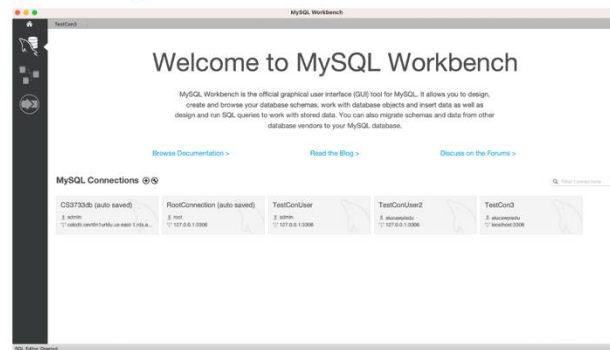 MySQL Workbench
TestCon3
Welcome to MySQL Workbench
MySQL Workbench is the official graphical user interface (GUI) tool for MySQL. It allows you to design,
create and browse your database schemas, work with database objects and insert data as well as
design and run SQL queries to work with stored data. You can also migrate schemas and data from other
database vendors to your MySQL database.
Browse Documentation >
Read the Blog >
Discuss on the Forums >
MySQL Connections
Filter connections
CS3733db (auto saved)
admin
RootConnection (auto saved)
root
127.0.0.1:3306
TestConUser
admin
127.0.0.1:3306
TestConUser2
127.0.0.1:3306
TestCon3
localhost:3306
SQL Editor Opened.